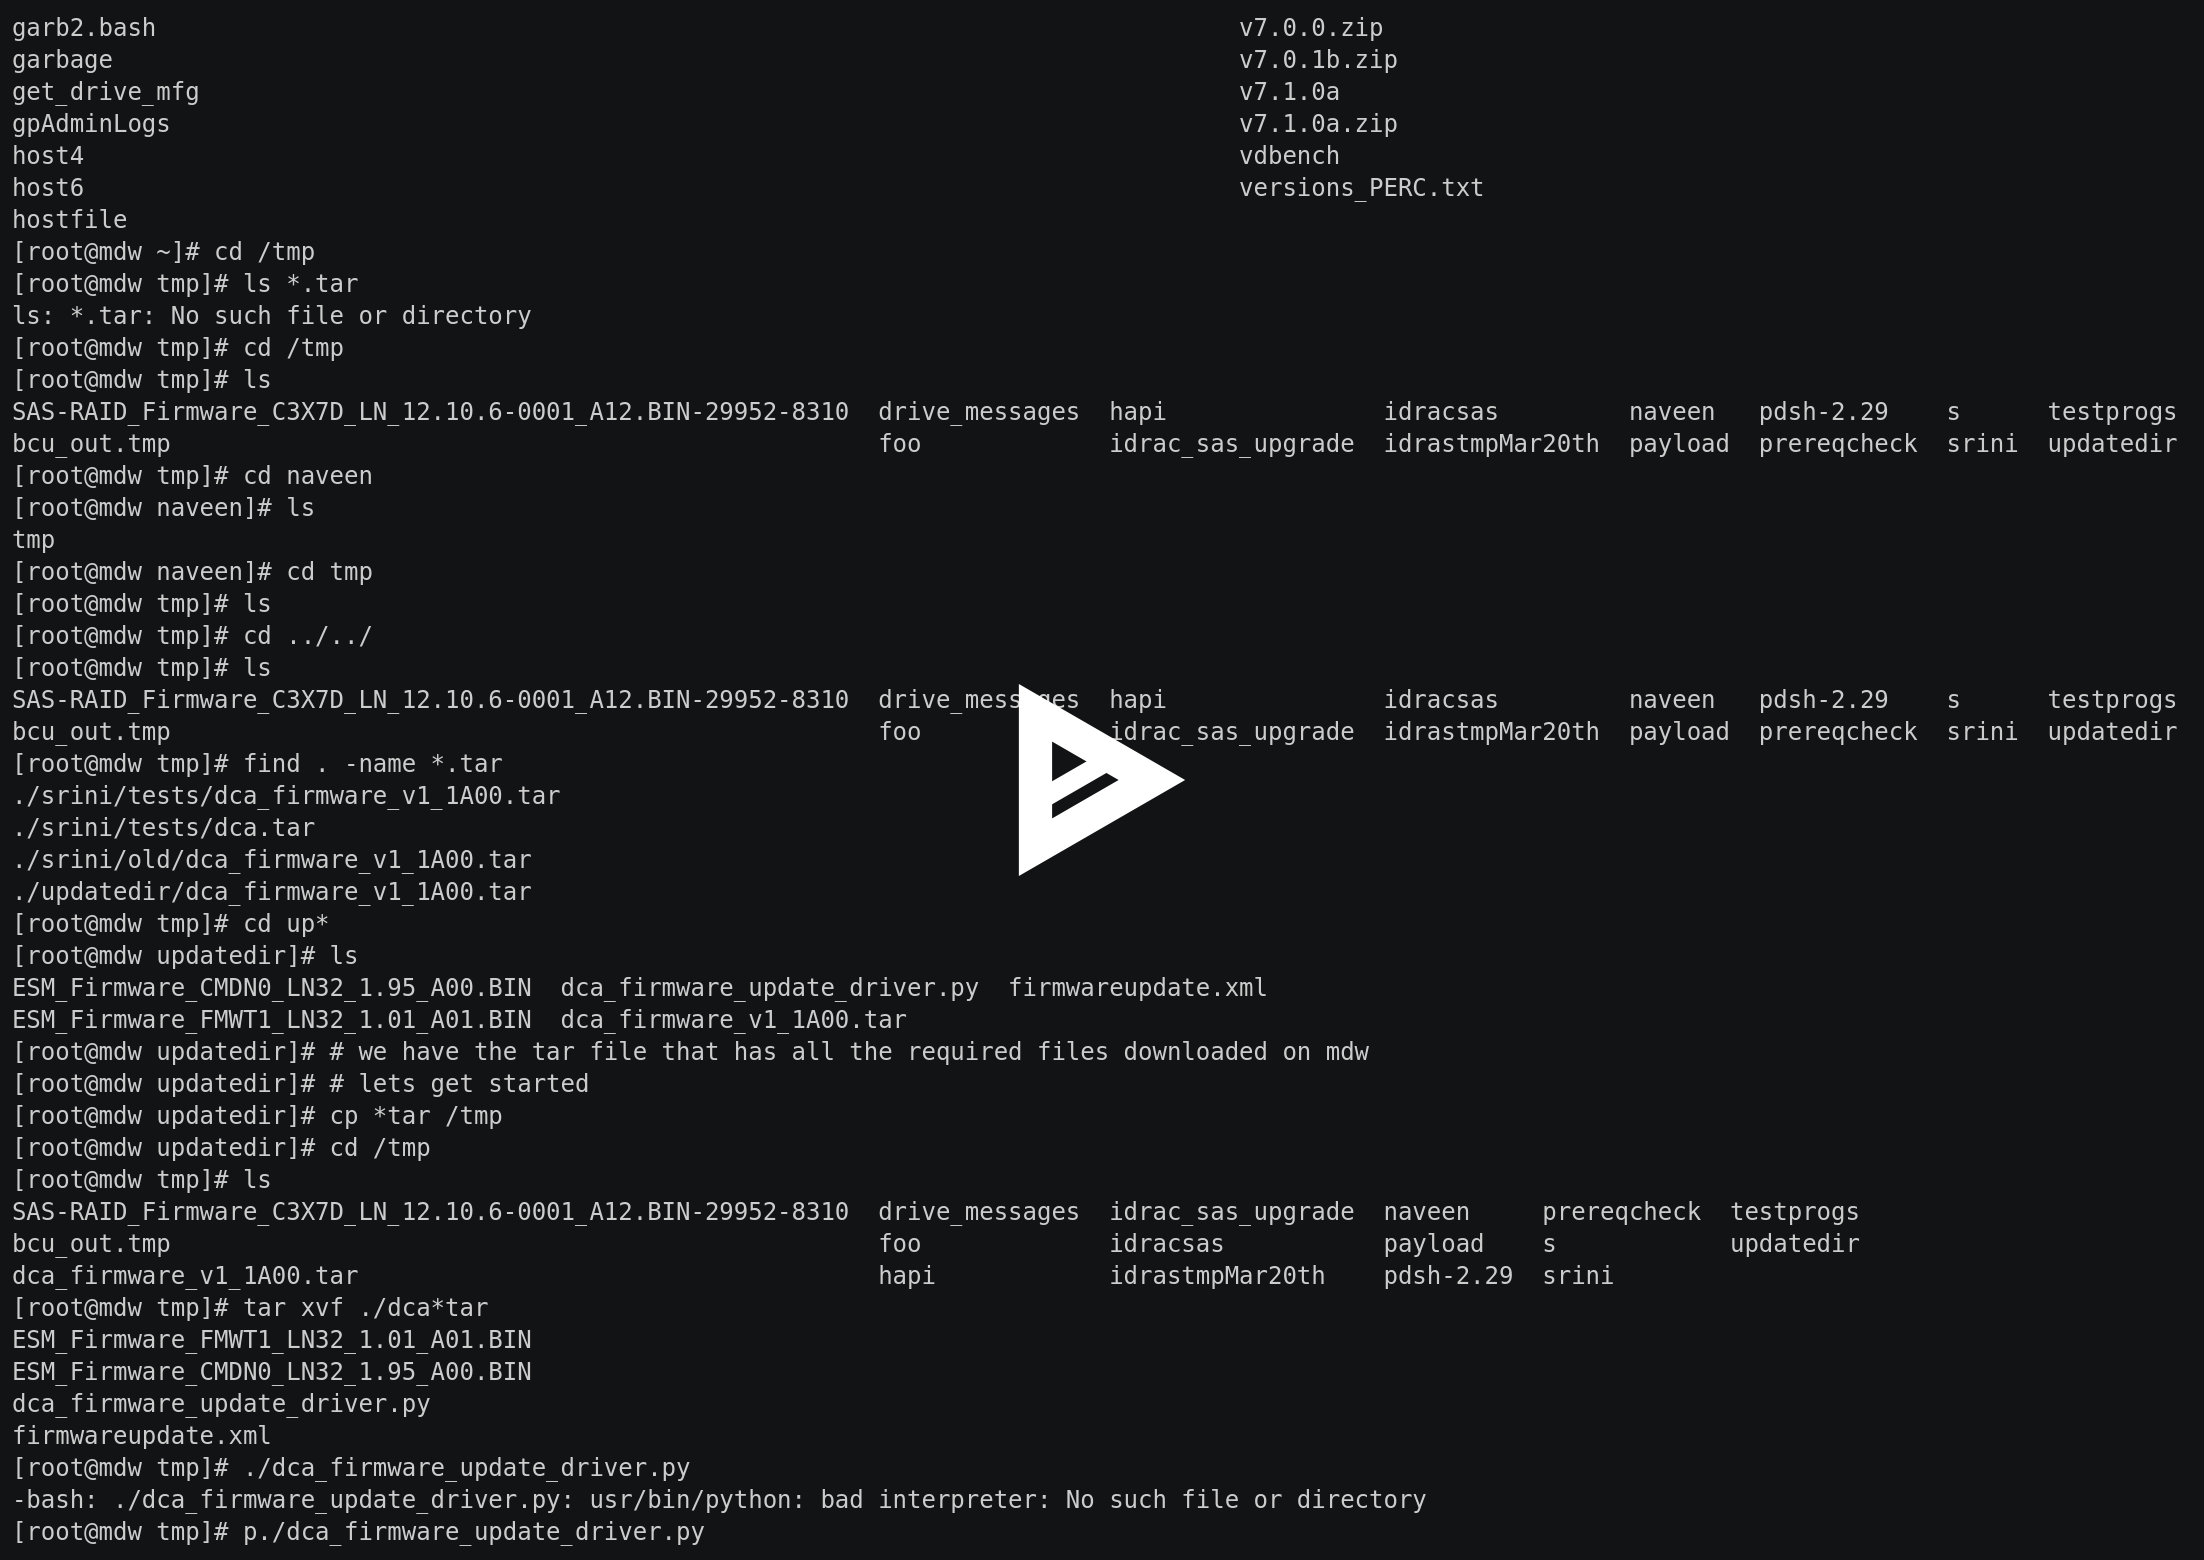 garb2.bash                                                                           v7.0.0.zip
garbage                                                                              v7.0.1b.zip
get_drive_mfg                                                                        v7.1.0a
gpAdminLogs                                                                          v7.1.0a.zip
host4                                                                                vdbench
host6                                                                                versions_PERC.txt
hostfile
[root@mdw ~]# cd /tmp
[root@mdw tmp]# ls *.tar
ls: *.tar: No such file or directory
[root@mdw tmp]# cd /tmp
[root@mdw tmp]# ls
SAS-RAID_Firmware_C3X7D_LN_12.10.6-0001_A12.BIN-29952-8310  drive_messages  hapi               idracsas         naveen   pdsh-2.29    s      testprogs
bcu_out.tmp                                                 foo             idrac_sas_upgrade  idrastmpMar20th  payload  prereqcheck  srini  updatedir
[root@mdw tmp]# cd naveen
[root@mdw naveen]# ls
tmp
[root@mdw naveen]# cd tmp
[root@mdw tmp]# ls
[root@mdw tmp]# cd ../../
[root@mdw tmp]# ls
SAS-RAID_Firmware_C3X7D_LN_12.10.6-0001_A12.BIN-29952-8310  drive_messages  hapi               idracsas         naveen   pdsh-2.29    s      testprogs
bcu_out.tmp                                                 foo             idrac_sas_upgrade  idrastmpMar20th  payload  prereqcheck  srini  updatedir
[root@mdw tmp]# find . -name *.tar
./srini/tests/dca_firmware_v1_1A00.tar
./srini/tests/dca.tar
./srini/old/dca_firmware_v1_1A00.tar
./updatedir/dca_firmware_v1_1A00.tar
[root@mdw tmp]# cd up*
[root@mdw updatedir]# ls
ESM_Firmware_CMDN0_LN32_1.95_A00.BIN  dca_firmware_update_driver.py  firmwareupdate.xml
ESM_Firmware_FMWT1_LN32_1.01_A01.BIN  dca_firmware_v1_1A00.tar
[root@mdw updatedir]# # we have the tar file that has all the required files downloaded on mdw
[root@mdw updatedir]# # lets get started
[root@mdw updatedir]# cp *tar /tmp
[root@mdw updatedir]# cd /tmp
[root@mdw tmp]# ls
SAS-RAID_Firmware_C3X7D_LN_12.10.6-0001_A12.BIN-29952-8310  drive_messages  idrac_sas_upgrade  naveen     prereqcheck  testprogs
bcu_out.tmp                                                 foo             idracsas           payload    s            updatedir
dca_firmware_v1_1A00.tar                                    hapi            idrastmpMar20th    pdsh-2.29  srini
[root@mdw tmp]# tar xvf ./dca*tar
ESM_Firmware_FMWT1_LN32_1.01_A01.BIN
ESM_Firmware_CMDN0_LN32_1.95_A00.BIN
dca_firmware_update_driver.py
firmwareupdate.xml
[root@mdw tmp]# ./dca_firmware_update_driver.py
-bash: ./dca_firmware_update_driver.py: usr/bin/python: bad interpreter: No such file or directory
[root@mdw tmp]# p./dca_firmware_update_driver.py